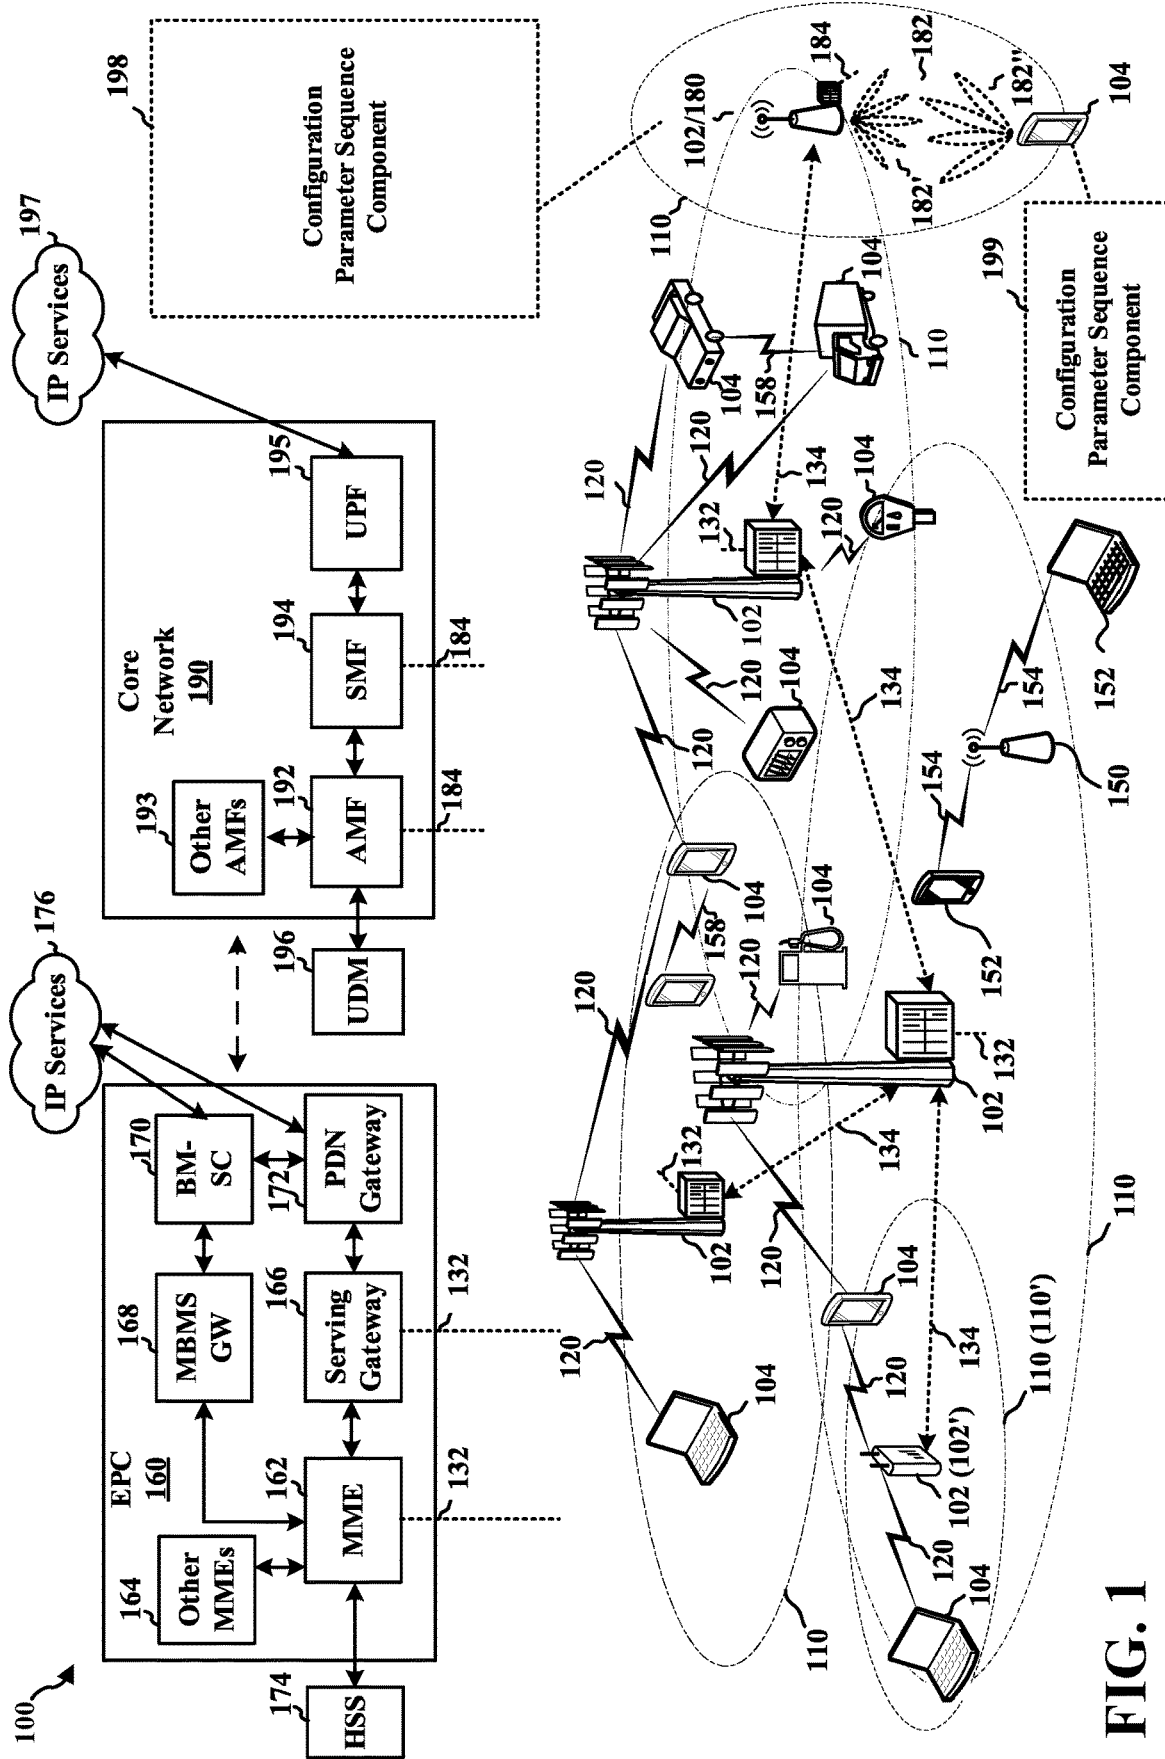 100
EPC
160
Other
MMEs
164
MME
162
HSS
174
MBMS
GW
168
BM-
SC
170
Serving
Gateway
166
PDN
Gateway
172
132
132
IP Services
176
Core
Network
190
Other
AMFs
193
AMF
192
SMF
194
UPF
195
UDM
196
184
184
IP Services
197
198
Configuration
Parameter Sequence
Component
102/180
184
182
182'
182''
104
110
199
Configuration
Parameter Sequence
Component
120
104
158
120
104
110
134
132
102
120
104
120
104
120
134
120
104
158
120
104
132
102
134
132
102
120
104
120
104
120
134
102 (102')
120
104
110
110 (110')
110
154
152
150
154
152
FIG. 1